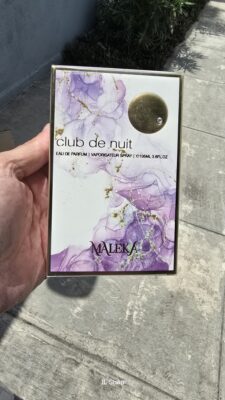 club de nuit
EAU DE PARFUM | VAPORISATEUR SPRAY | ℮105ML 3.6FL.OZ
MALEKA